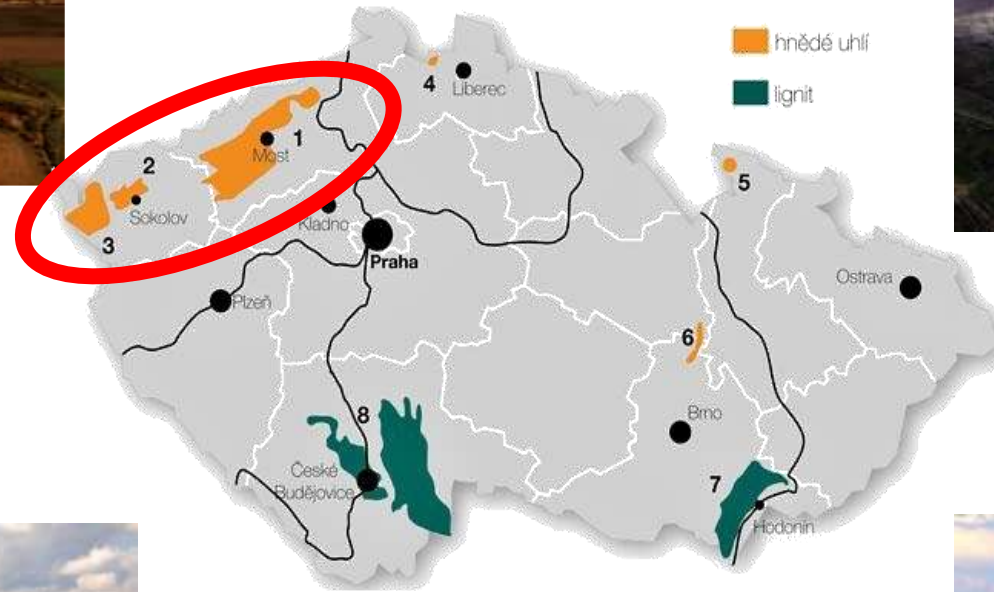 hnědé uhlí
lignit
4
Liberec
1
Most
2
Sokolov
3
Kladno
Praha
5
Plzeň
Ostrava
6
Brno
8
České
Budějovice
7
Hodonín